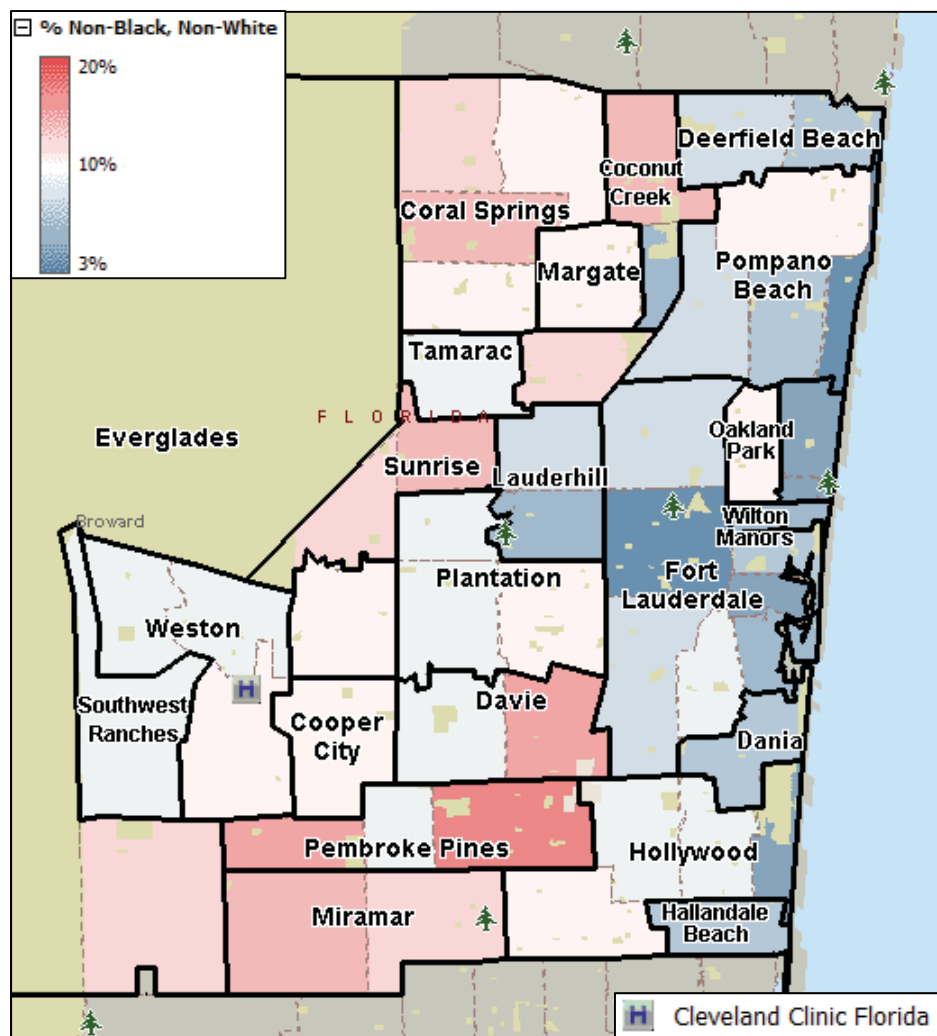 % Non-Black, Non-White
20%
10%
3%
Deerfield Beach
Coconut
Creek
Coral Springs
Margate
Pompano
Beach
Tamarac
FLORIDA
Everglades
Oakland
Park
Sunrise
Lauderhill
Broward
Wilton
Manors
Plantation
Fort
Lauderdale
Weston
Southwest
Ranches
Davie
Cooper
City
Dania
Pembroke Pines
Hollywood
Miramar
Hallandale
Beach
H
H Cleveland Clinic Florida